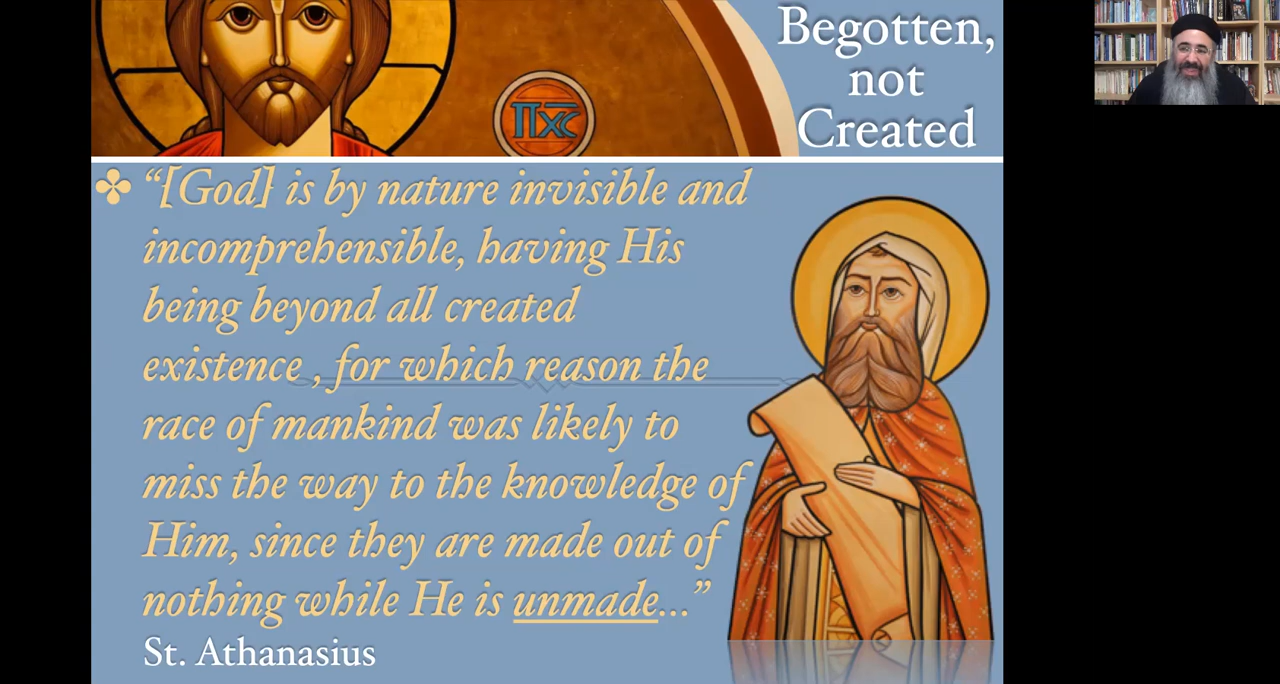 Ⲡⲭ̅ⲥ̅
Begotten,
not
Created
“[God] is by nature invisible and
incomprehensible, having His
being beyond all created
existence , for which reason the
race of mankind was likely to
miss the way to the knowledge of
Him, since they are made out of
nothing while He is unmade...”
St. Athanasius